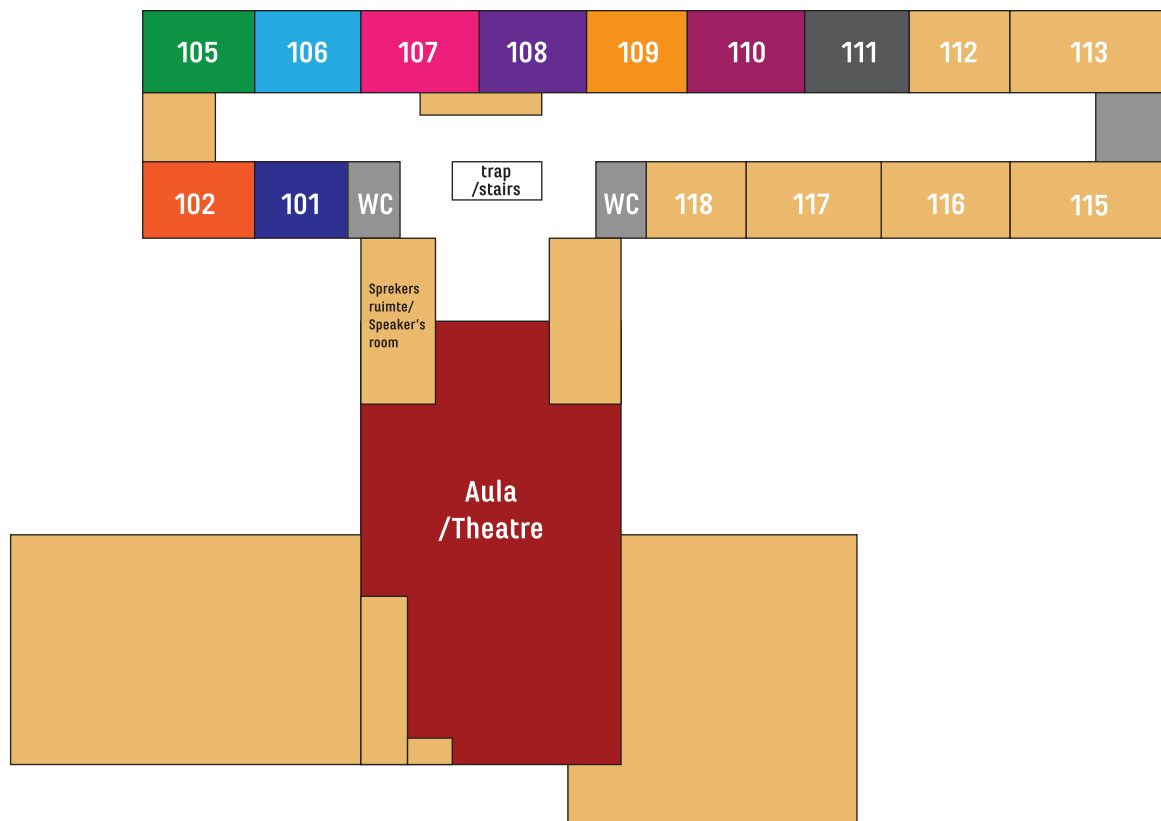 105
106
107
108
109
110
111
112
113
102
101
WC
trap
/stairs
WC
118
117
116
115
Sprekers
ruimte/
Speaker's
room
Aula
/Theatre